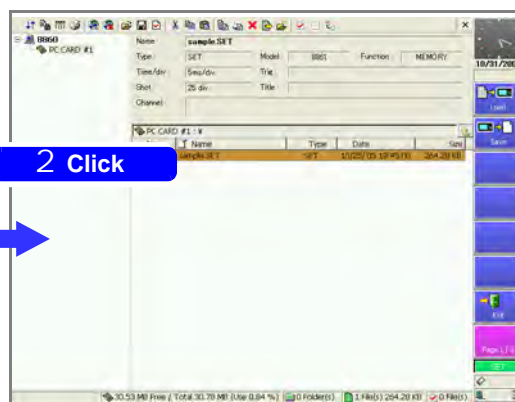 8860
PC CARD #1
Name sample.SET
Type SET Model 8861 Function MEMORY
Time/div 5ms/div Trig
Shot 25 div Title
Channel
10/31/200
Load
Save
PC CARD #1 : ¥
Name Type Date Size
2 Click
sample.SET SET 264.28 KB
Exit
Page 1/
SET
30.53 MB Free / Total 30.78 MB (Use 0.84 %) 0 Folder(s) 1 File(s) 264.28 KB 0 File(s)